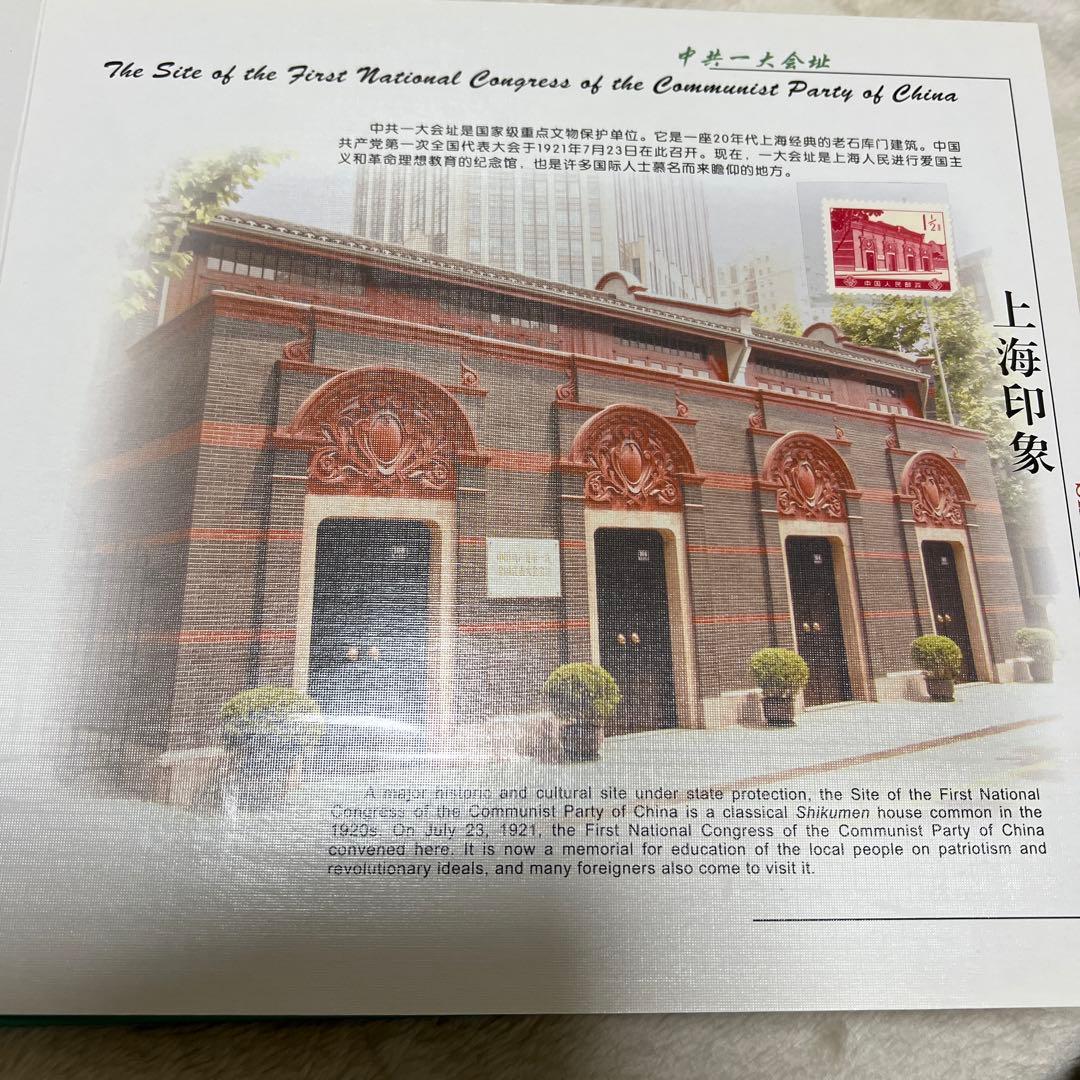 中共一大会址
The Site of the First National Congress of the Communist Party of China
中共一大会址是国家级重点文物保护单位。它是一座20年代上海经典的老石库门建筑。中国
共产党第一次全国代表大会于1921年7月23日在此召开。现在，一大会址是上海人民进行爱国主
义和革命理想教育的纪念馆，也是许多国际人士慕名而来瞻仰的地方。
1½分
中国人民邮政
上海印象
A major historic and cultural site under state protection, the Site of the First National
Congress of the Communist Party of China is a classical Shikumen house common in the
1920s. On July 23, 1921, the First National Congress of the Communist Party of China
convened here. It is now a memorial for education of the local people on patriotism and
revolutionary ideals, and many foreigners also come to visit it.